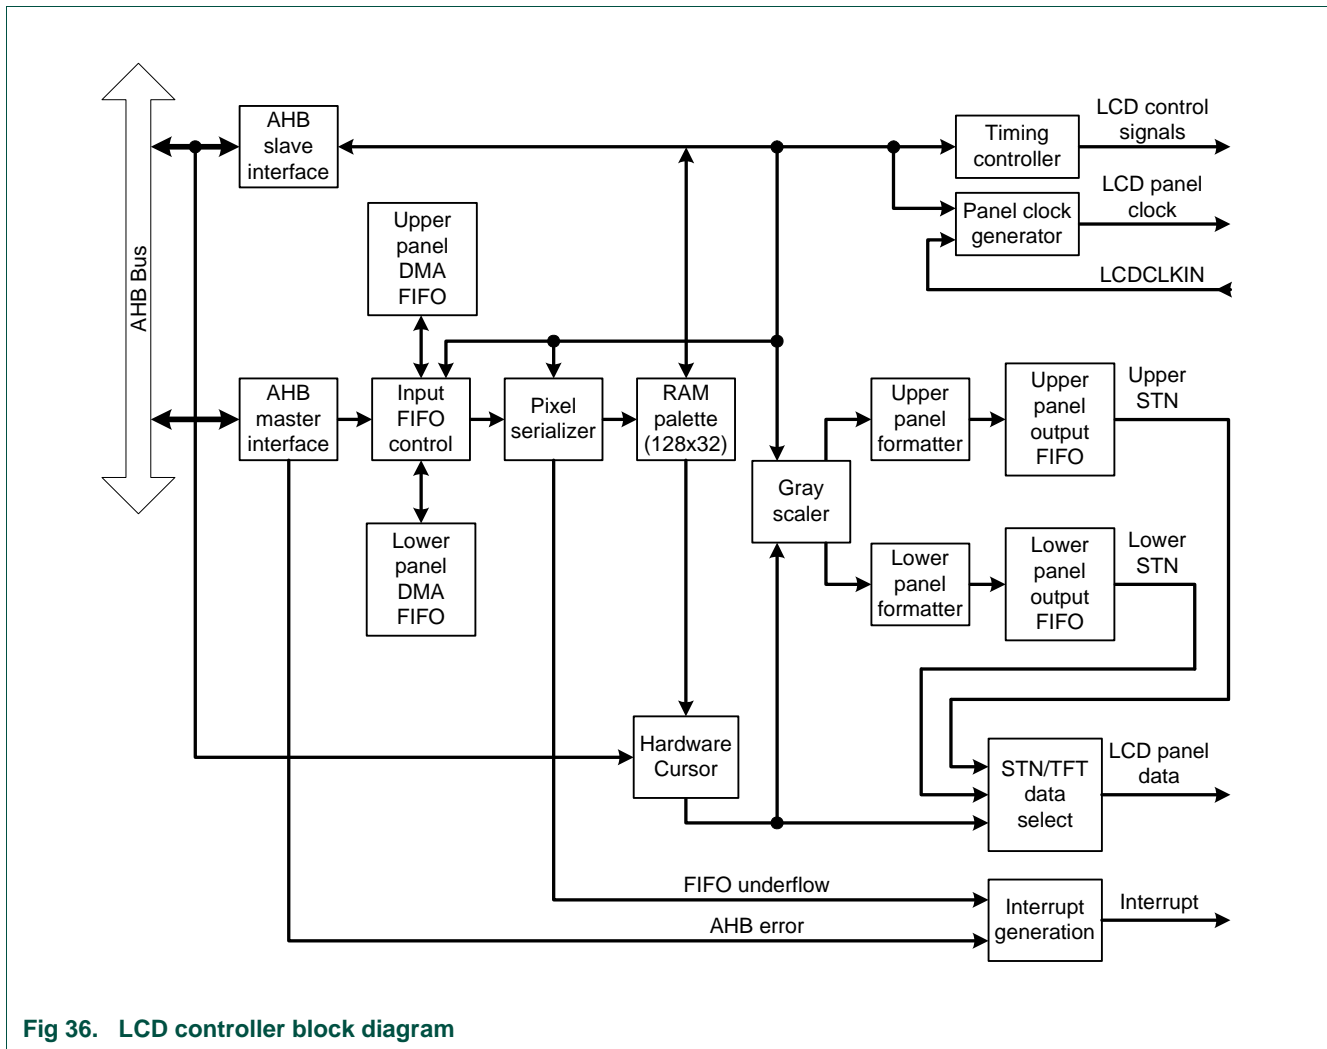 AHB
slave
interface
Timing
controller
LCD control
signals
Panel clock
generator
LCD panel
clock
LCDCLKIN
AHB Bus
Upper
panel
DMA
FIFO
AHB
master
interface
Input
FIFO
control
Pixel
serializer
RAM
palette
(128x32)
Upper
panel
formatter
Upper
panel
output
FIFO
Upper
STN
Gray
scaler
Lower
panel
DMA
FIFO
Lower
panel
formatter
Lower
panel
output
FIFO
Lower
STN
Hardware
Cursor
STN/TFT
data
select
LCD panel
data
FIFO underflow
AHB error
Interrupt
generation
Interrupt
Fig 36. LCD controller block diagram